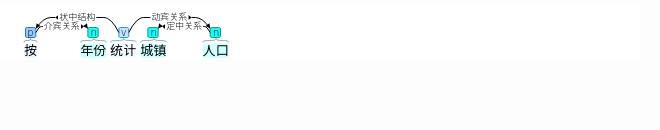 状中结构 动宾关系
介宾关系 定中关系
p n v n n
按 年份 统计 城镇 人口